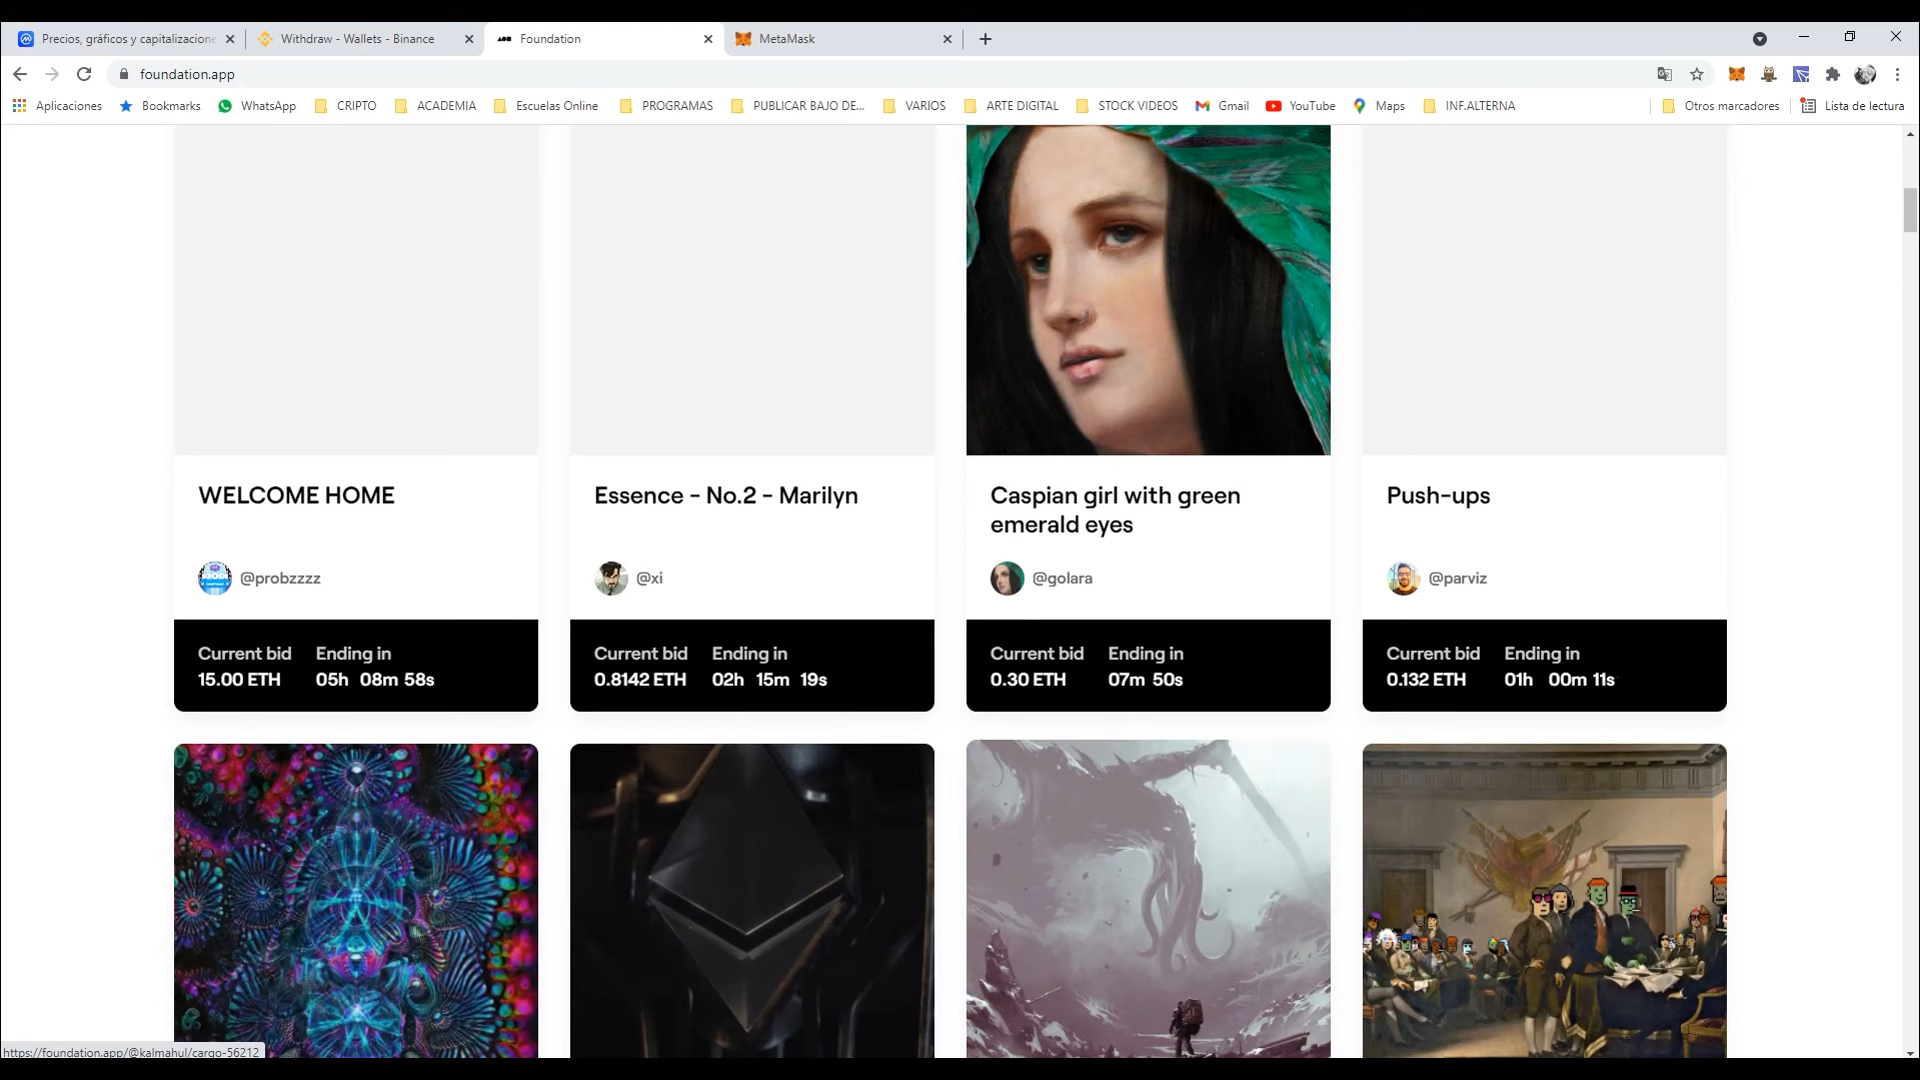 Precios, gráficos y capitalizacione
Withdraw - Wallets - Binance
Foundation
MetaMask
foundation.app
Aplicaciones
Bookmarks
WhatsApp
CRIPTO
ACADEMIA
Escuelas Online
PROGRAMAS
PUBLICAR BAJO DE...
VARIOS
ARTE DIGITAL
STOCK VIDEOS
Gmail
YouTube
Maps
INF.ALTERNA
Otros marcadores
Lista de lectura
WELCOME HOME
@probzzzz
Current bid Ending in
15.00 ETH 05h 08m 58s
Essence - No.2 - Marilyn
@xi
Current bid Ending in
0.8142 ETH 02h 15m 19s
Caspian girl with green
emerald eyes
@golara
Current bid Ending in
0.30 ETH 07m 50s
Push-ups
@parviz
Current bid Ending in
0.132 ETH 01h 00m 11s
https://foundation.app/@kalmahul/cargo-56212